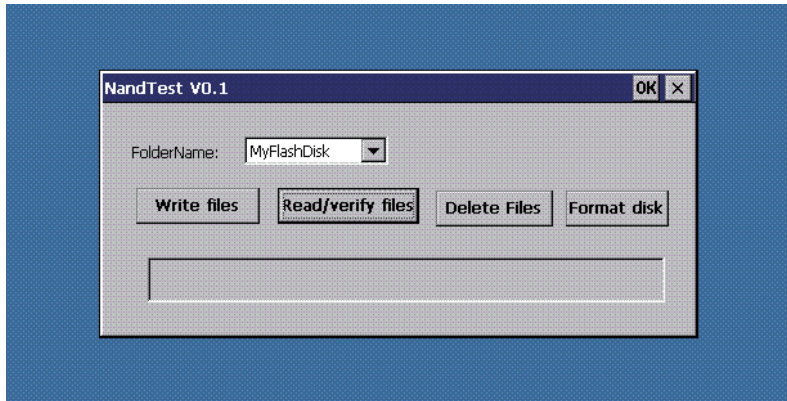 NandTest V0.1 OK ×
FolderName: MyFlashDisk
Write files Read/verify files Delete Files Format disk